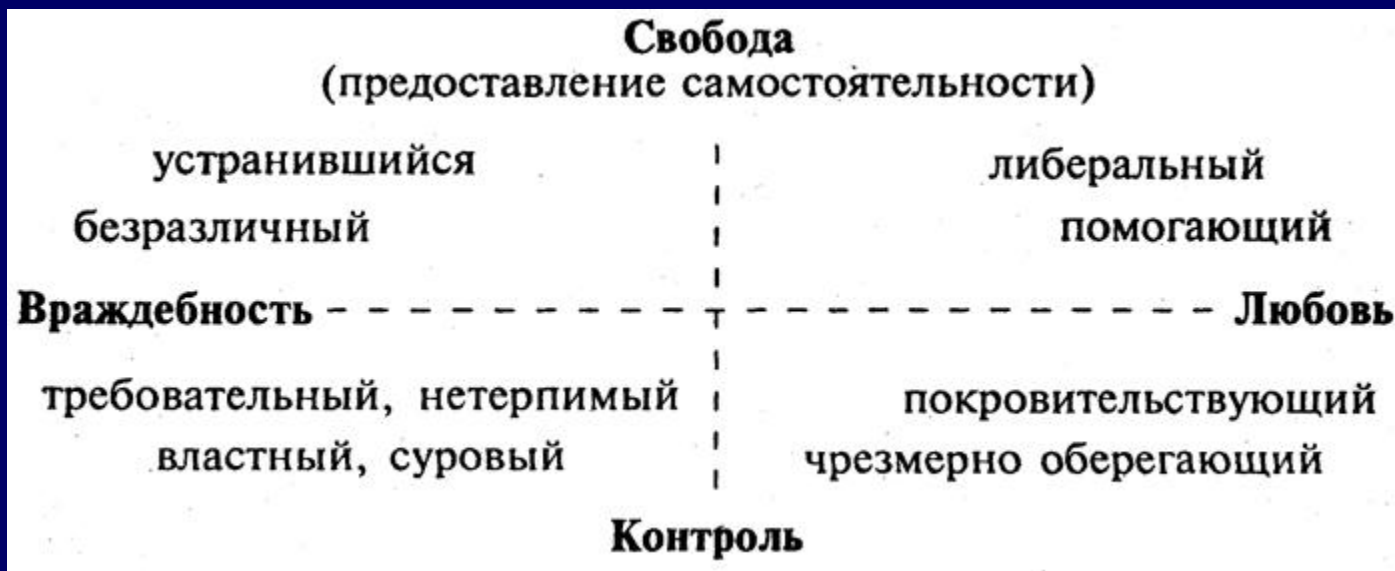 Свобода
(предоставление самостоятельности)
устранившийся либеральный
безразличный помогающий
Враждебность Любовь
требовательный, нетерпимый покровительствующий
властный, суровый чрезмерно оберегающий
Контроль